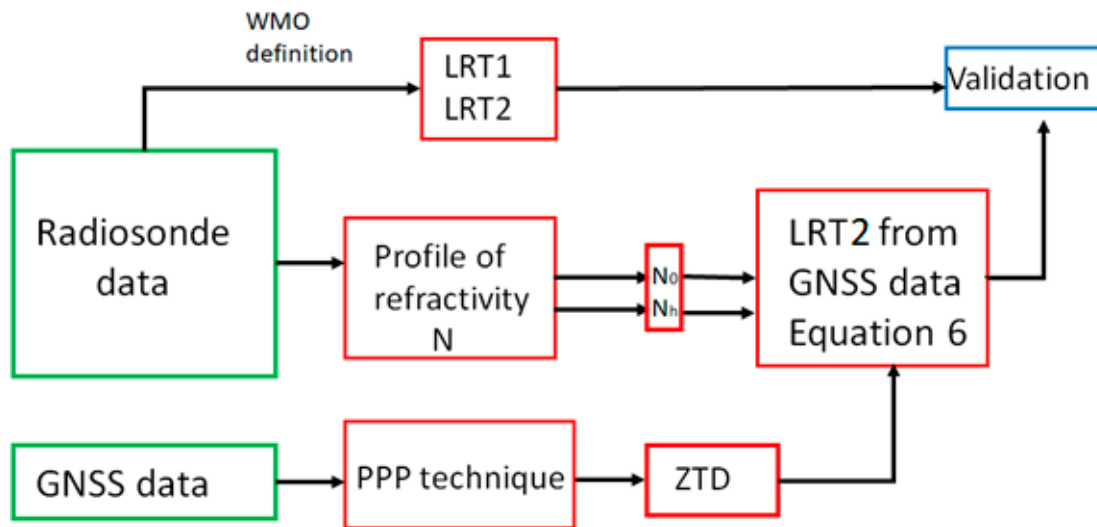 WMO
definition
LRT1
LRT2
Validation
Radiosonde
data
Profile of
refractivity
N
N₀
Nₕ
LRT2 from
GNSS data
Equation 6
GNSS data
PPP technique
ZTD